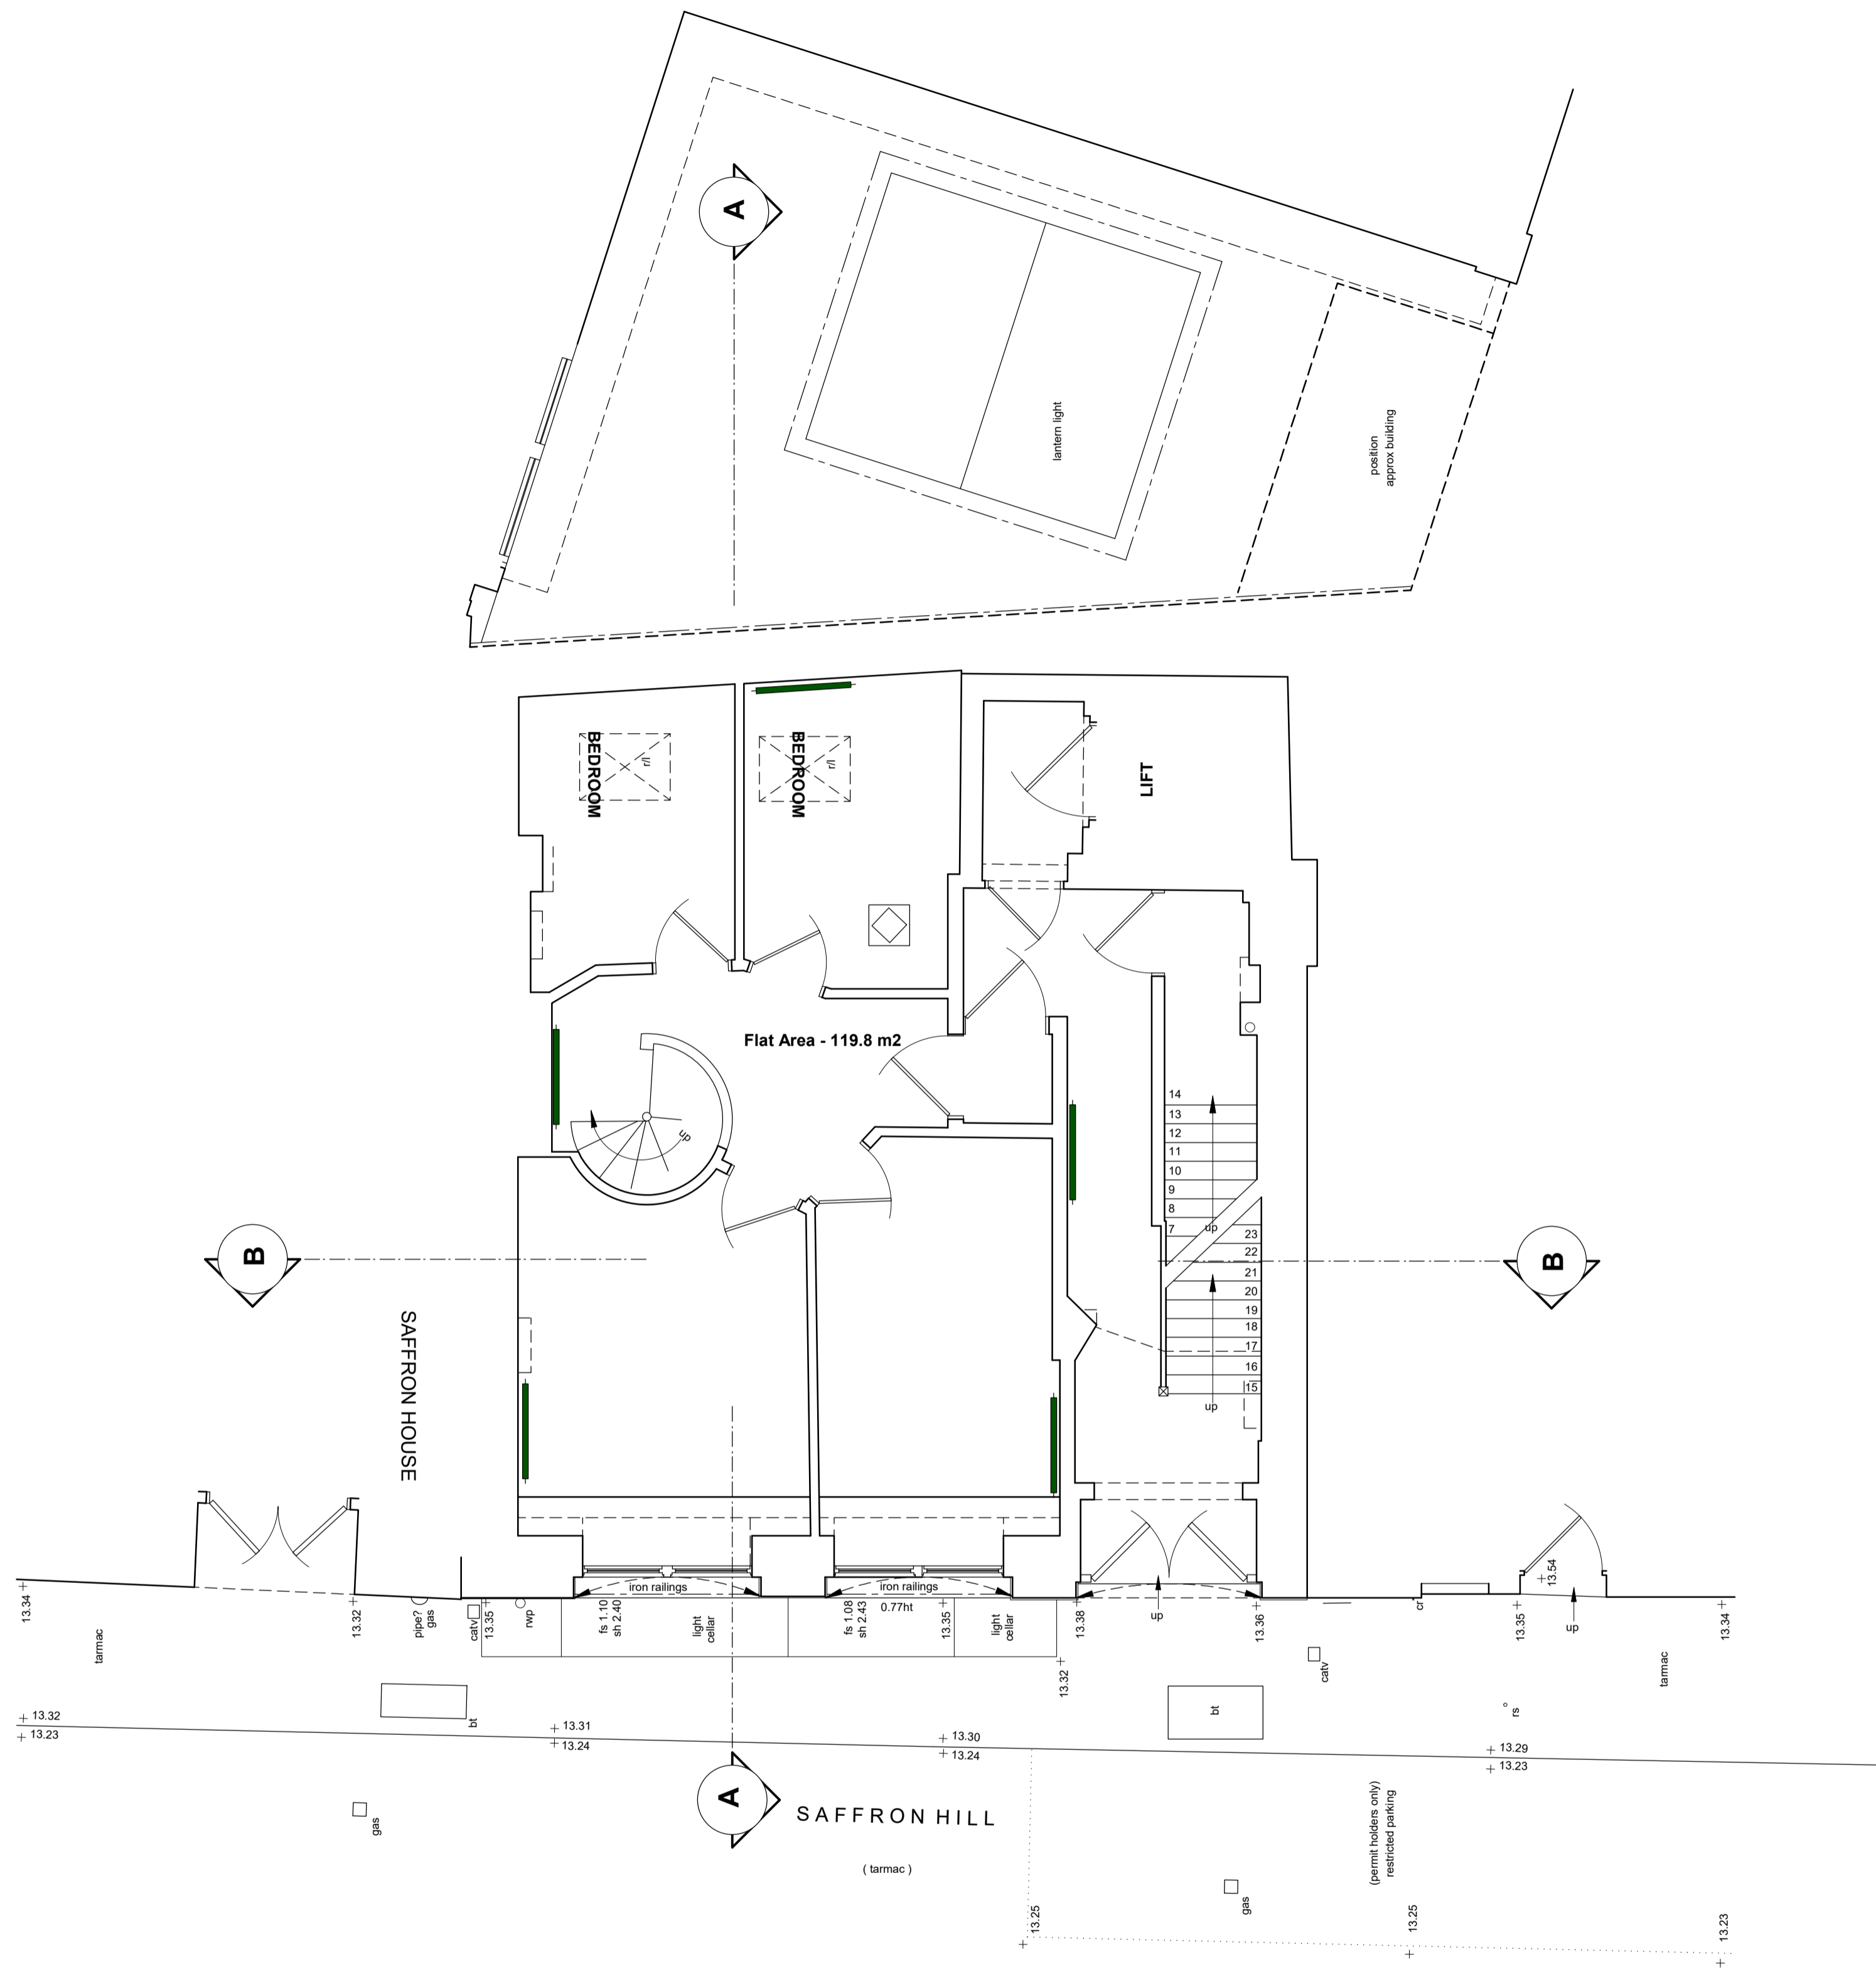 A
lantern light
position
approx building
BEDROOM
r/l
BEDROOM
r/l
LIFT
Flat Area - 119.8 m2
up
14
13
12
11
10
9
8
7
up
23
22
21
20
19
18
17
16
15
up
B
B
SAFFRON HOUSE
iron railings
iron railings
0.77ht
13.34
tarmac
13.32
pipe?
gas
catv
13.35
rwp
fs 1.10
sh 2.40
light
cellar
fs 1.08
sh 2.43
13.35
light
cellar
13.38
13.32
up
13.36
catv
cr
13.35
13.54
up
13.34
tarmac
rs
bt
bt
13.32
13.23
13.31
13.24
13.30
13.24
13.29
13.23
gas
A
SAFFRON HILL
( tarmac )
(permit holders only)
restricted parking
gas
13.25
13.25
13.23